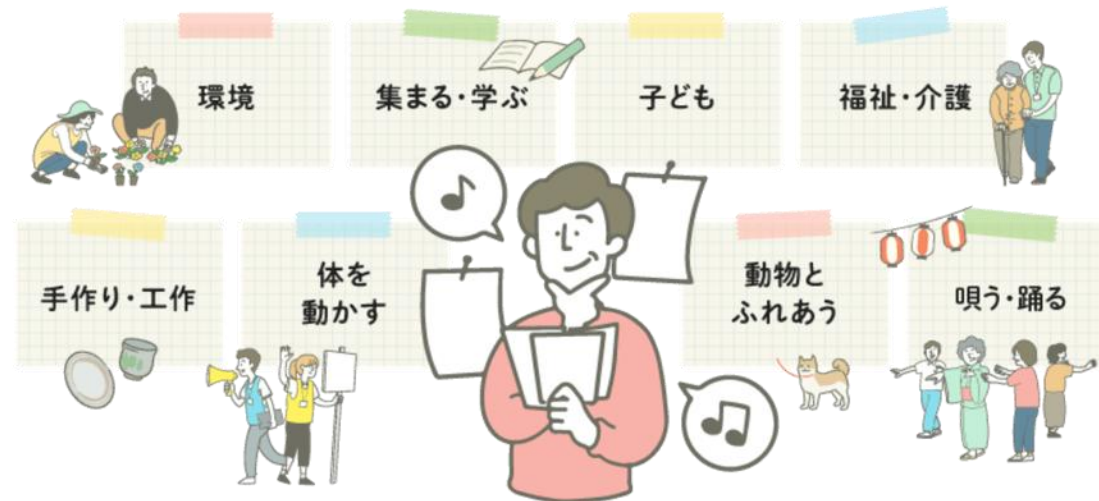 環境
集まる・学ぶ
子ども
福祉・介護
手作り・工作
体を
動かす
動物と
ふれあう
唄う・踊る